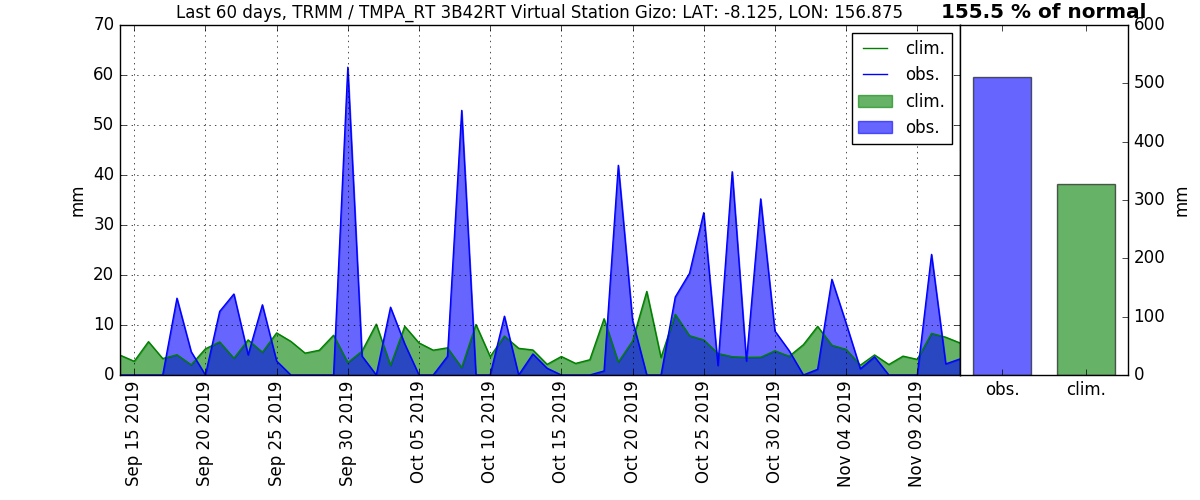 Last 60 days, TRMM / TMPA_RT 3B42RT Virtual Station Gizo: LAT: -8.125, LON: 156.875
155.5 % of normal
70
60
50
40
30
20
10
0
mm
clim.
obs.
clim.
obs.
600
500
400
300
200
100
0
mm
obs.
clim.
Sep 15 2019
Sep 20 2019
Sep 25 2019
Sep 30 2019
Oct 05 2019
Oct 10 2019
Oct 15 2019
Oct 20 2019
Oct 25 2019
Oct 30 2019
Nov 04 2019
Nov 09 2019